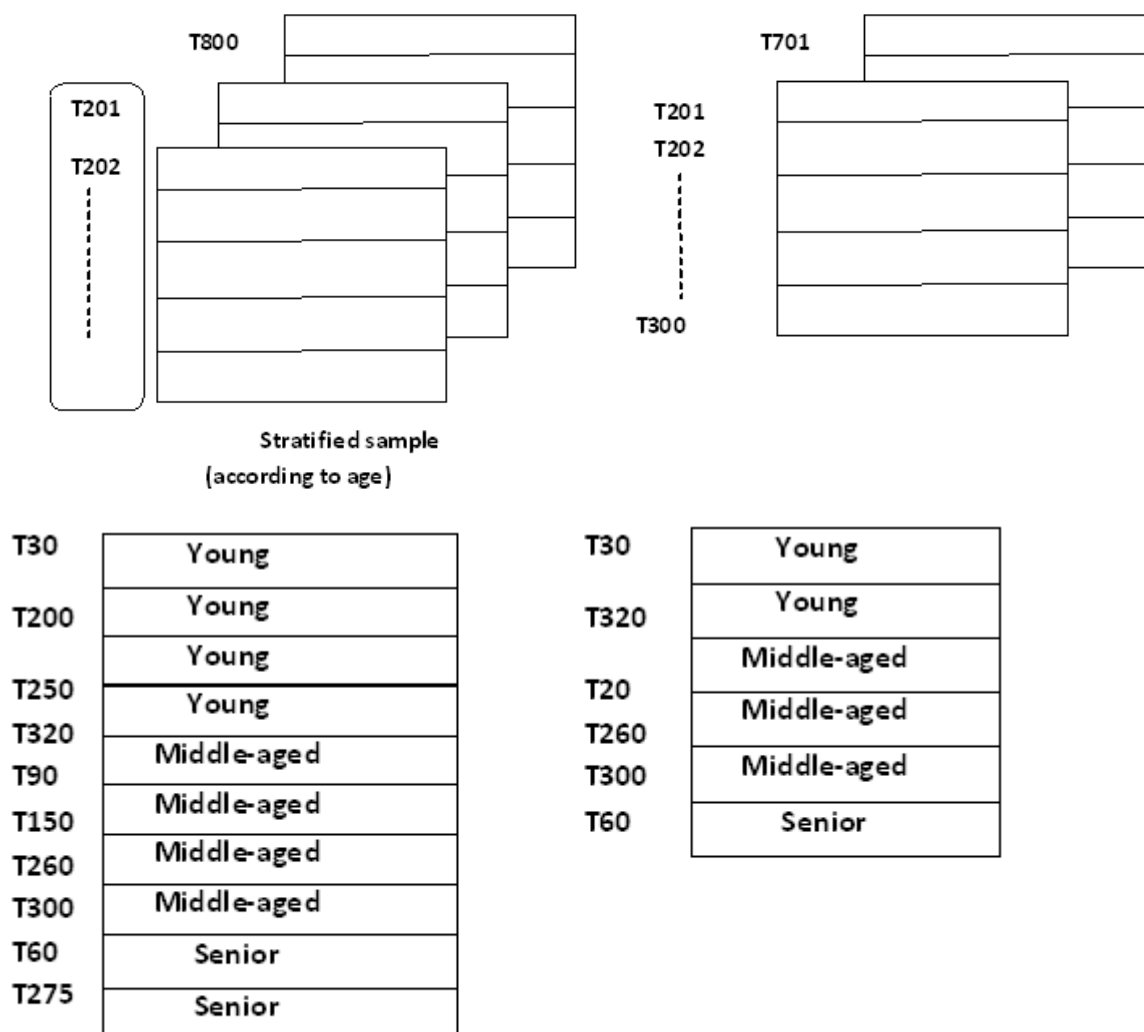 T800
T201
T202
T701
T201
T202
T300
Stratified sample
(according to age)
T30 Young
T200 Young
Young
T250 Young
T320
T90 Middle-aged
T150 Middle-aged
T260 Middle-aged
T300 Middle-aged
T60 Senior
T275 Senior
T30 Young
T320 Young
Middle-aged
T20 Middle-aged
T260
T300 Middle-aged
T60 Senior